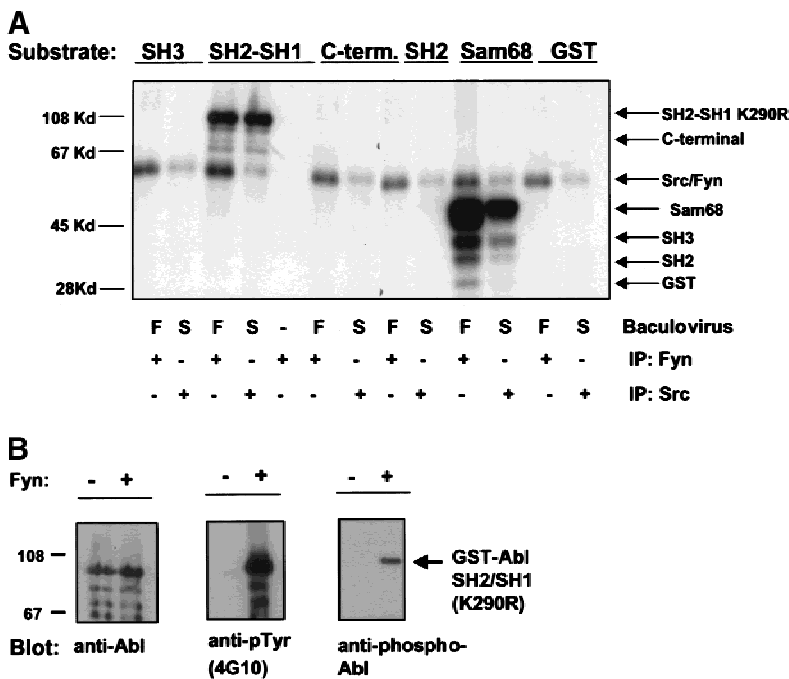 A
Substrate: SH3 SH2-SH1 C-term. SH2 Sam68 GST
108 Kd
67 Kd
45 Kd
28Kd
SH2-SH1 K290R
C-terminal
Src/Fyn
Sam68
SH3
SH2
GST
F S F S - F S F S F S F S Baculovirus
+ - + - + + - + - + - + - IP: Fyn
- + - + - - + - + - + - + IP: Src
B
Fyn: - + - + - +
108
67
GST-Abl
SH2/SH1
(K290R)
Blot: anti-Abl anti-pTyr anti-phospho-
(4G10) Abl